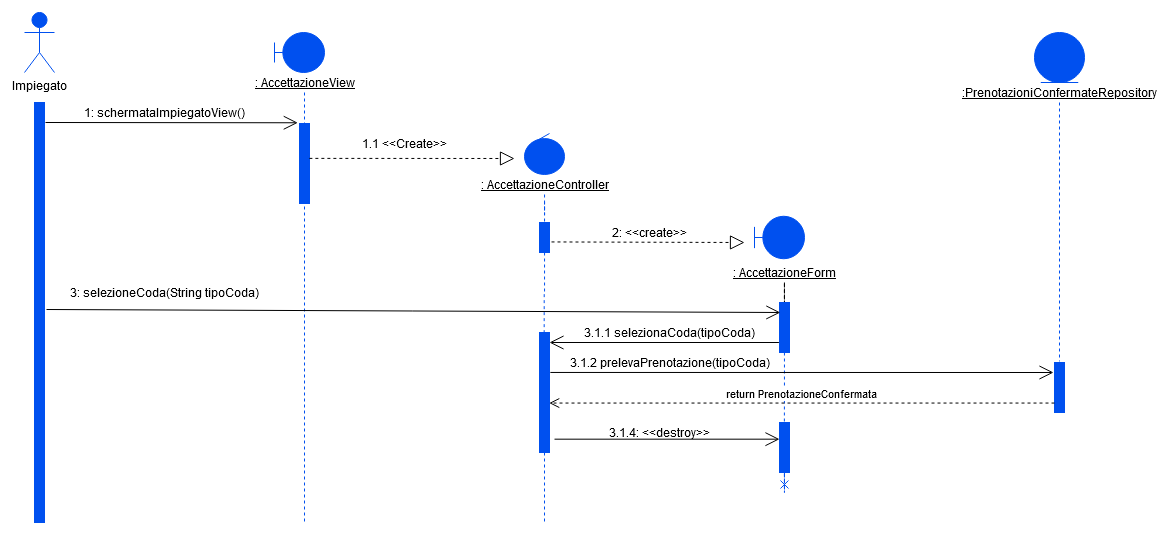 Impiegato
: AccettazioneView
:PrenotazioniConfermateRepository
1: schermataImpiegatoView()
1.1 <<Create>>
: AccettazioneController
2: <<create>>
: AccettazioneForm
3: selezioneCoda(String tipoCoda)
3.1.1 selezionaCoda(tipoCoda)
3.1.2 prelevaPrenotazione(tipoCoda)
return PrenotazioneConfermata
3.1.4: <<destroy>>